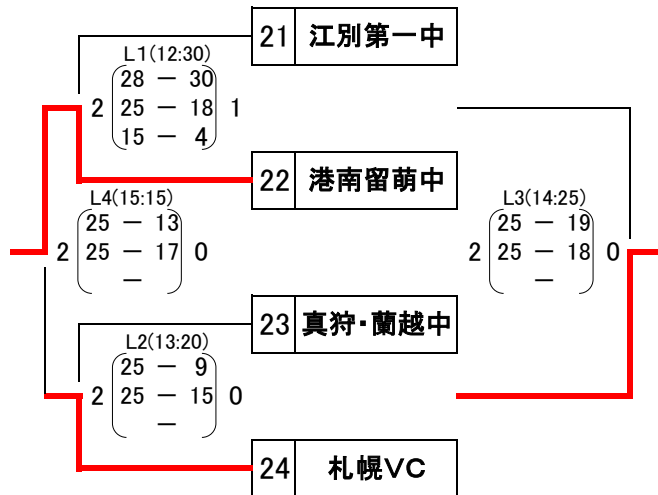 21 江別第一中
L1(12:30)
28 － 30
2 25 － 18 1
15 － 4
22 港南留萌中
L4(15:15)
25 － 13
2 25 － 17 0
－
L3(14:25)
25 － 19
2 25 － 18 0
－
23 真狩・蘭越中
L2(13:20)
25 － 9
2 25 － 15 0
－
24 札幌VC